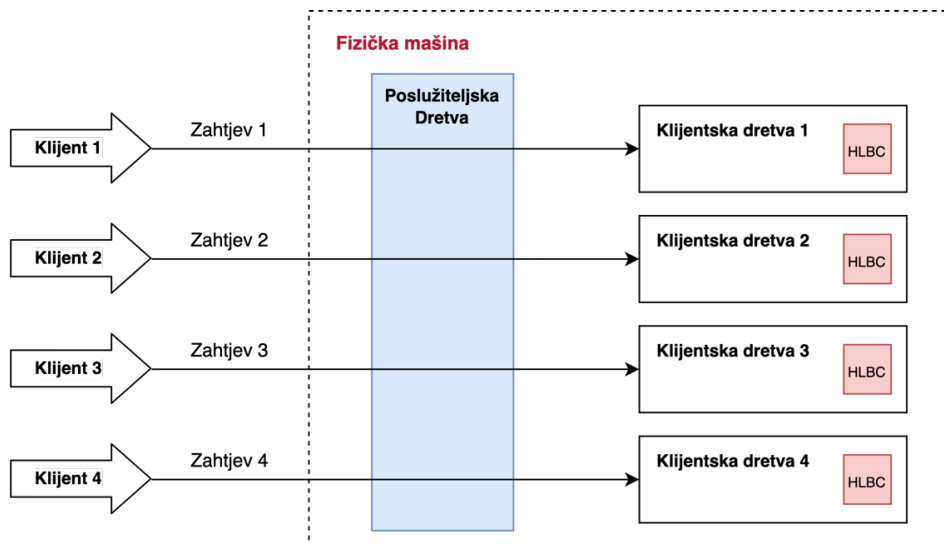 Fizička mašina
Poslužiteljska
Dretva
Klijent 1
Zahtjev 1
Klijentska dretva 1
HLBC
Klijent 2
Zahtjev 2
Klijentska dretva 2
HLBC
Klijent 3
Zahtjev 3
Klijentska dretva 3
HLBC
Klijent 4
Zahtjev 4
Klijentska dretva 4
HLBC